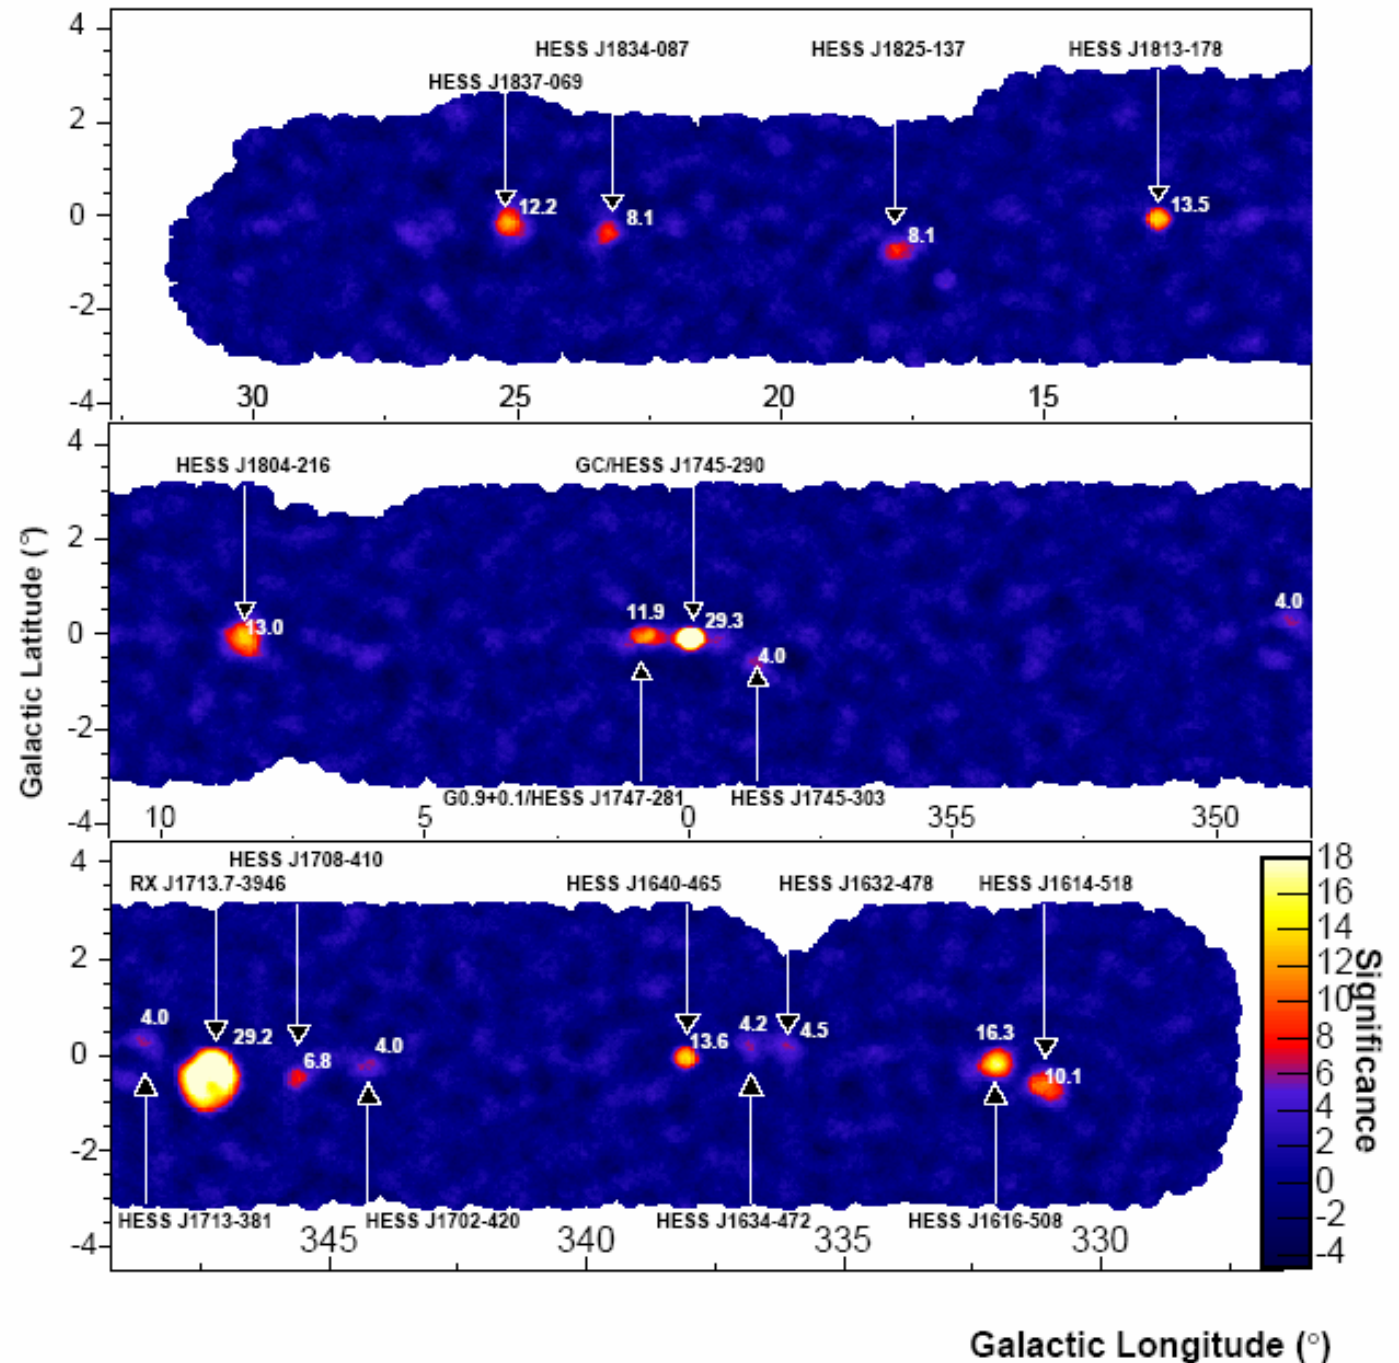 4
HESS J1834-087 HESS J1825-137 HESS J1813-178
HESS J1837-069
2
12.2 8.1 8.1 13.5
0
-2
-4
30 25 20 15
4
HESS J1804-216 GC/HESS J1745-290
2
13.0 11.9 29.3 4.0 4.0
0
-2
G0.9+0.1/HESS J1747-281 HESS J1745-303
-4
10 5 0 355 350
Galactic Latitude (°)
4
HESS J1708-410
RX J1713.7-3946 HESS J1640-465 HESS J1632-478 HESS J1614-518
2
4.0 29.2 6.8 4.0 13.6 4.2 4.5 16.3 10.1
0
-2
HESS J1713-381 HESS J1702-420 HESS J1634-472 HESS J1616-508
-4
345 340 335 330
18
16
14
12
10
8
6
4
2
0
-2
-4
Significance
Galactic Longitude (°)